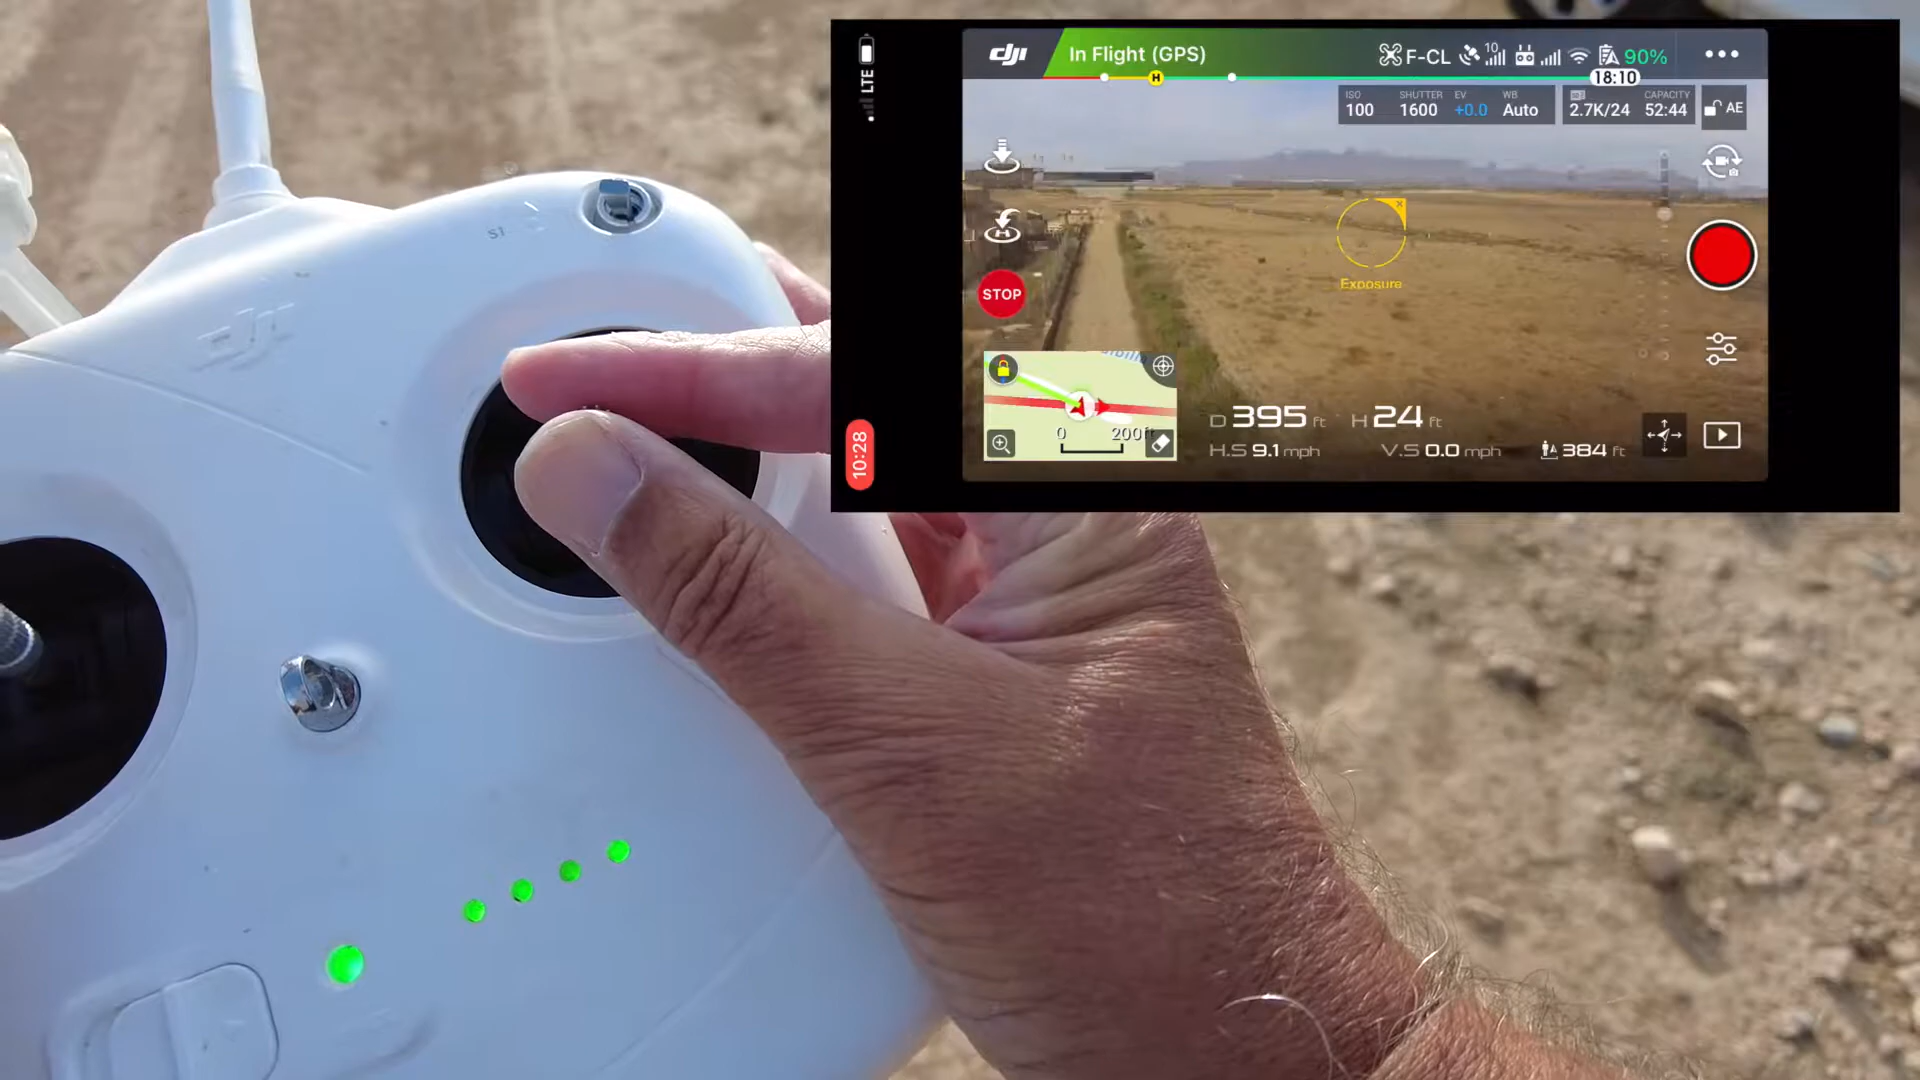 LTE
10:28
dji In Flight (GPS) F-CL 10 90%
H 18:10
ISO SHUTTER EV WB CAPACITY
100 1600 +0.0 Auto 2.7K/24 52:44 AE
Exposure
H
STOP
0 200ft
D 395 ft H 24 ft
H.S 9.1 mph V.S 0.0 mph 384 ft
S1
dji